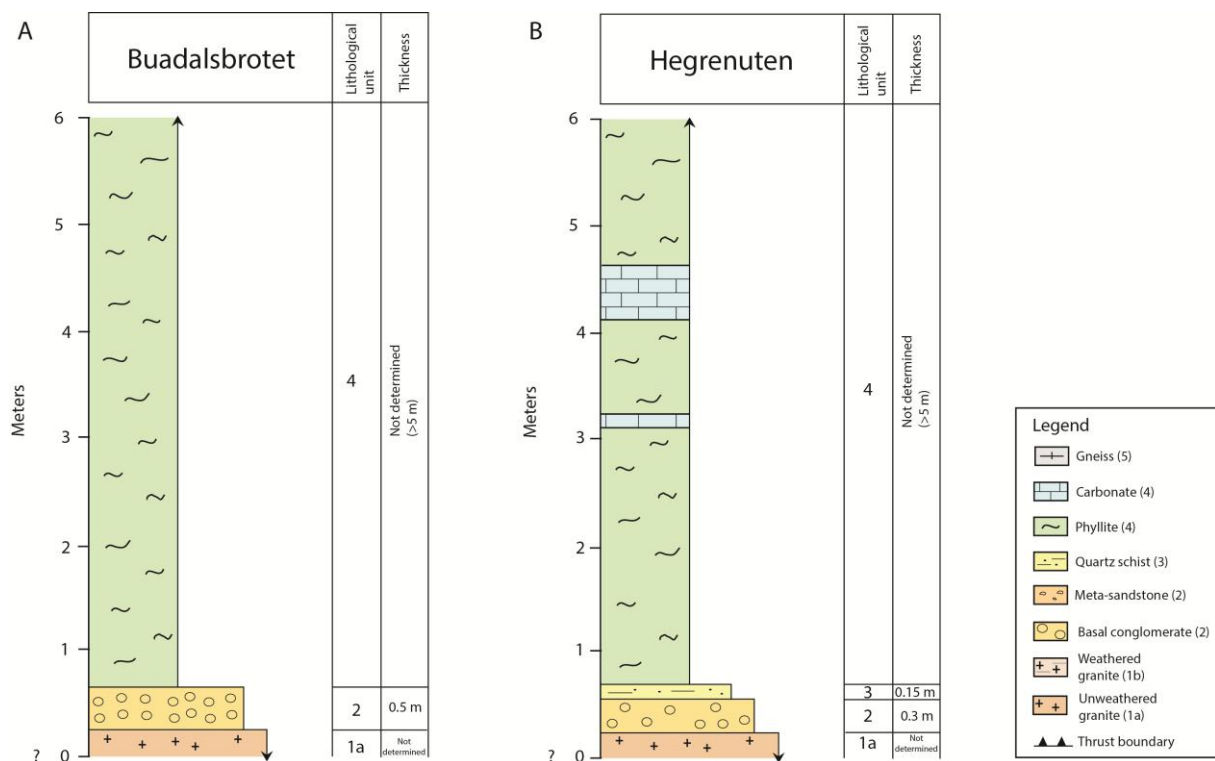 A
Buadalsbrotet
Lithological
unit
Thickness
6
5
4
3
2
1
0
?
Meters
4
Not determined
(>5 m)
2
0.5 m
1a
Not
determined
B
Hegrenuten
Lithological
unit
Thickness
6
5
4
3
2
1
0
?
Meters
4
Not determined
(>5 m)
3
0.15 m
2
0.3 m
1a
Not
determined
Legend
Gneiss (5)
Carbonate (4)
Phyllite (4)
Quartz schist (3)
Meta-sandstone (2)
Basal conglomerate (2)
Weathered
granite (1b)
Unweathered
granite (1a)
Thrust boundary